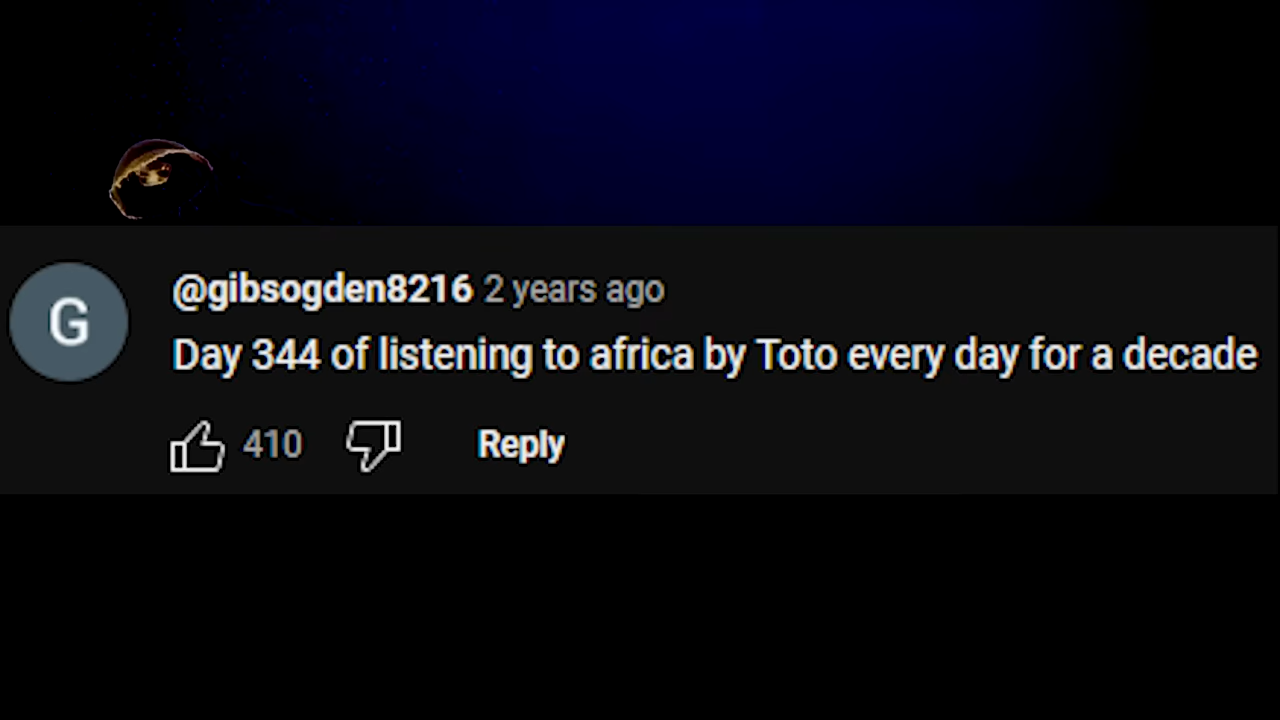 G
@gibsogden8216 2 years ago
Day 344 of listening to africa by Toto every day for a decade
410
Reply